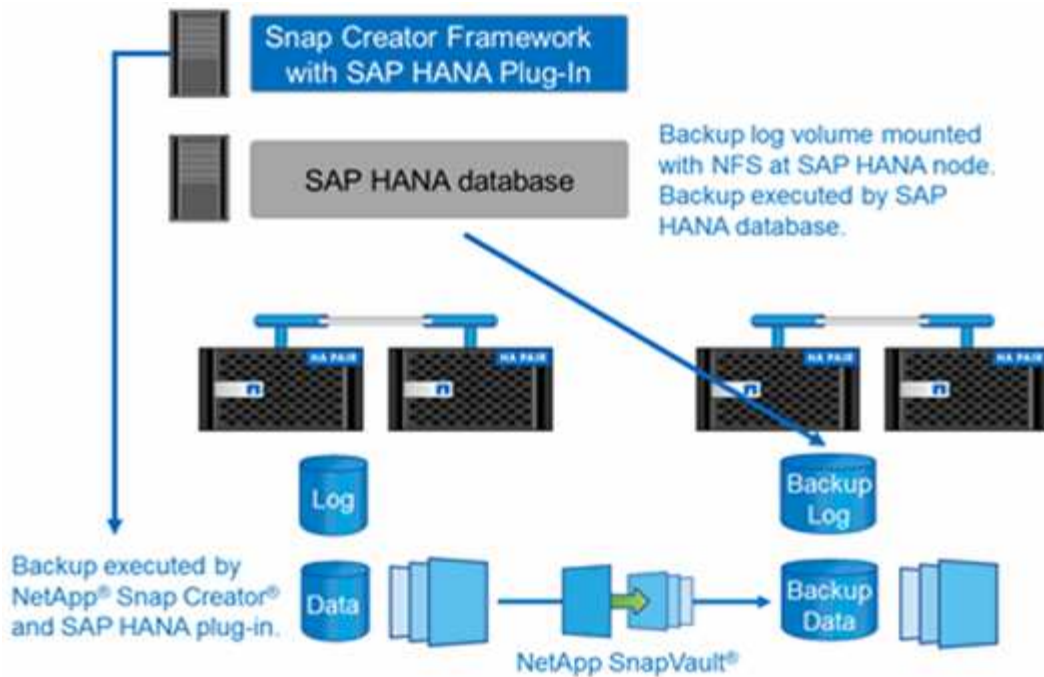 Snap Creator Framework
with SAP HANA Plug-In
SAP HANA database
Backup log volume mounted
with NFS at SAP HANA node.
Backup executed by SAP
HANA database.
HA PAIR
HA PAIR
HA PAIR
HA PAIR
Log
Backup
Log
Backup executed by
NetApp® Snap Creator®
and SAP HANA plug-in.
Data
Backup
Data
NetApp SnapVault®